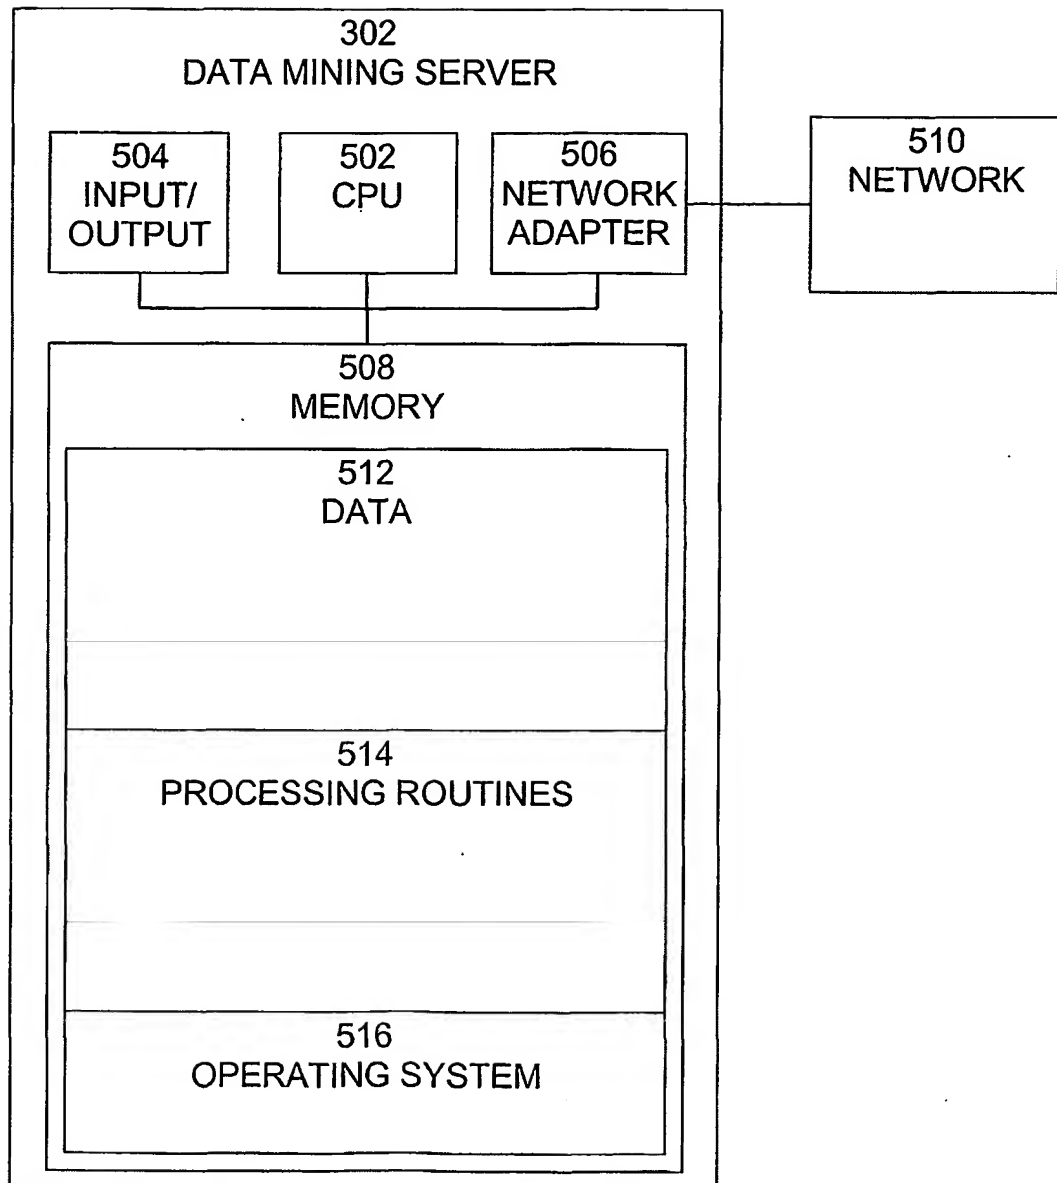 302
DATA MINING SERVER
504
INPUT/
OUTPUT
502
CPU
506
NETWORK
ADAPTER
510
NETWORK
508
MEMORY
512
DATA
514
PROCESSING ROUTINES
516
OPERATING SYSTEM